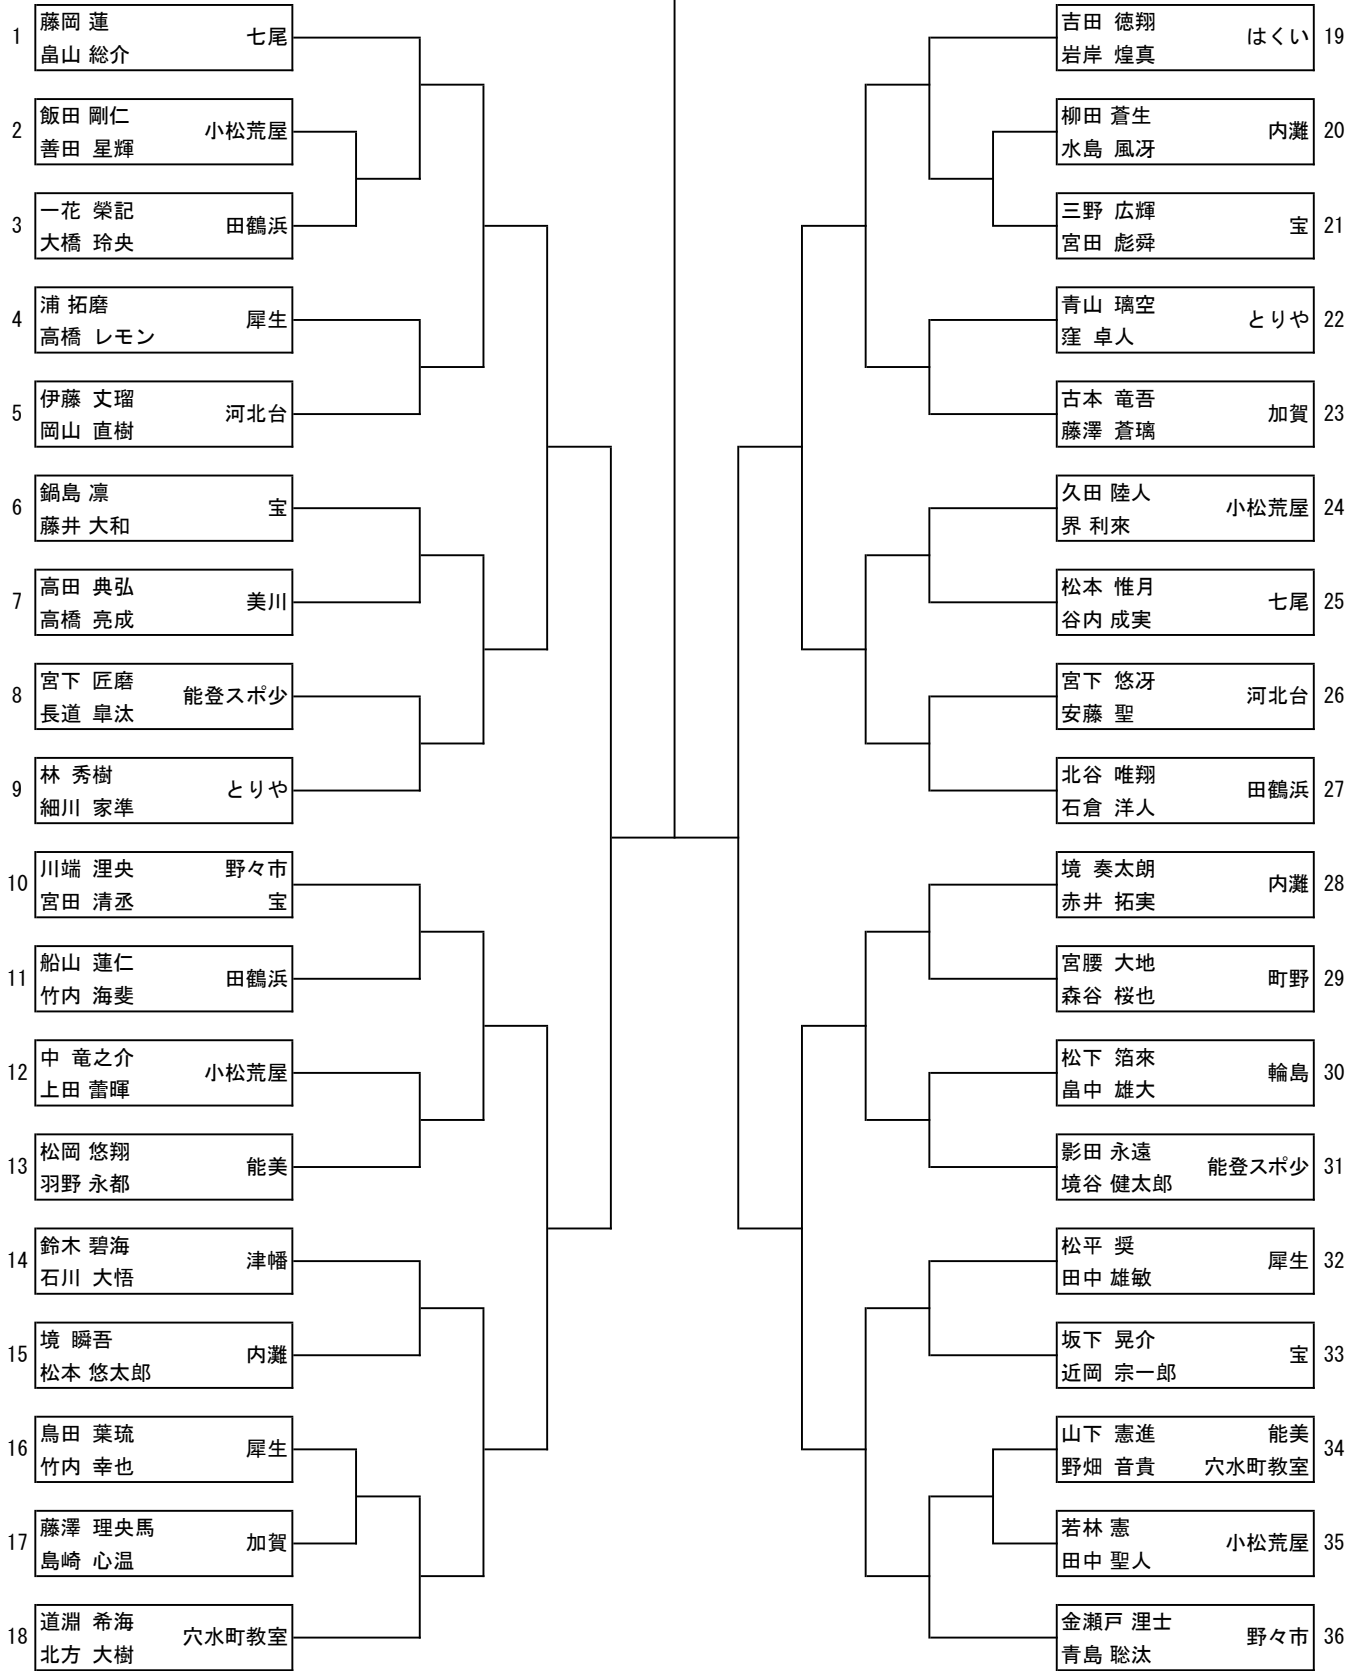 1 藤岡 蓮 七尾
畠山 総介
2 飯田 剛仁 小松荒屋
善田 星輝
3 一花 榮記 田鶴浜
大橋 玲央
4 浦 拓磨 犀生
高橋 レモン
5 伊藤 丈瑠 河北台
岡山 直樹
6 鍋島 凛 宝
藤井 大和
7 高田 典弘 美川
高橋 亮成
8 宮下 匠磨 能登スポ少
長道 皐汰
9 林 秀樹 とりや
細川 家準
10 川端 浬央 野々市
宮田 清丞 宝
11 船山 蓮仁 田鶴浜
竹内 海斐
12 中 竜之介 小松荒屋
上田 蕾暉
13 松岡 悠翔 能美
羽野 永都
14 鈴木 碧海 津幡
石川 大悟
15 境 瞬吾 内灘
松本 悠太郎
16 鳥田 葉琉 犀生
竹内 幸也
17 藤澤 理央馬 加賀
島崎 心温
18 道淵 希海 穴水町教室
北方 大樹
吉田 徳翔 はくい 19
岩岸 煌真
柳田 蒼生 内灘 20
水島 風冴
三野 広輝 宝 21
宮田 彪舜
青山 璃空 とりや 22
窪 卓人
古本 竜吾 加賀 23
藤澤 蒼璃
久田 陸人 小松荒屋 24
界 利來
松本 惟月 七尾 25
谷内 成実
宮下 悠冴 河北台 26
安藤 聖
北谷 唯翔 田鶴浜 27
石倉 洋人
境 奏太朗 内灘 28
赤井 拓実
宮腰 大地 町野 29
森谷 桜也
松下 箔來 輪島 30
畠中 雄大
影田 永遠 能登スポ少 31
境谷 健太郎
松平 奨 犀生 32
田中 雄敏
坂下 晃介 宝 33
近岡 宗一郎
山下 憲進 能美 34
野畑 音貴 穴水町教室
若林 憲 小松荒屋 35
田中 聖人
金瀬戸 浬士 野々市 36
青島 聡汰